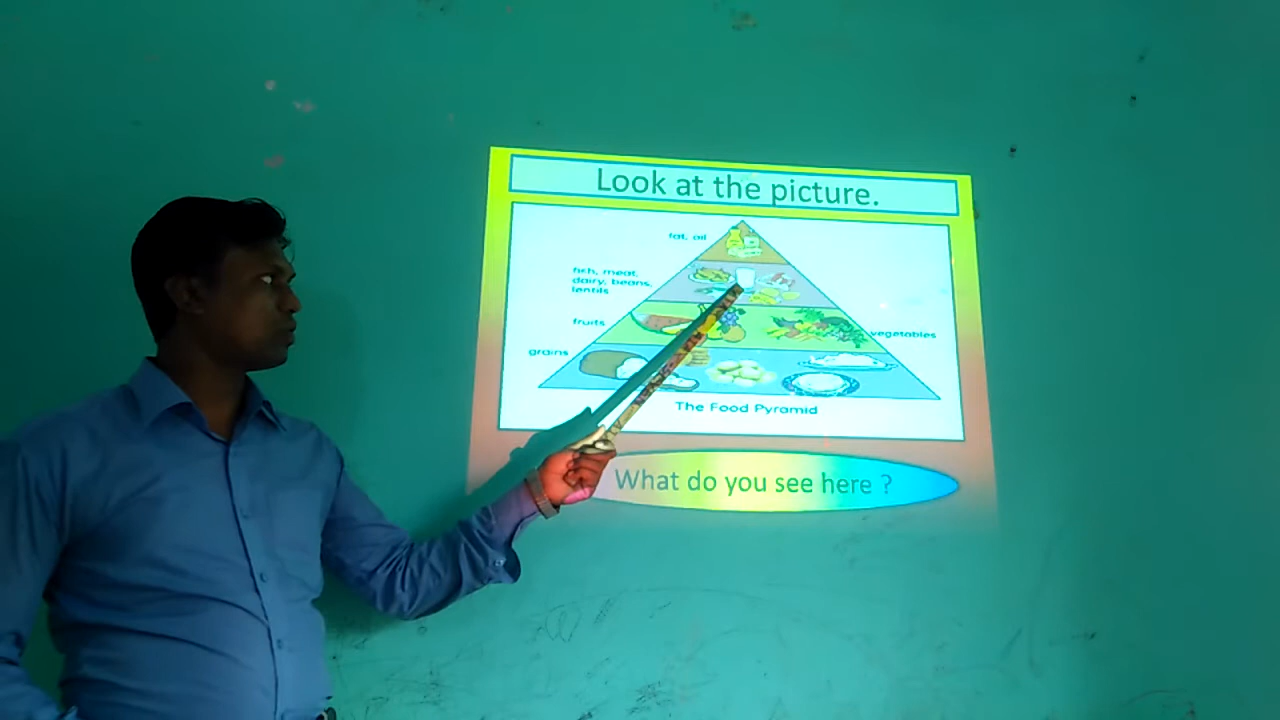 Look at the picture.
fat, oil
fish, meat,
dairy, beans,
lentils
fruits
vegetables
grains
The Food Pyramid
What do you see here ?